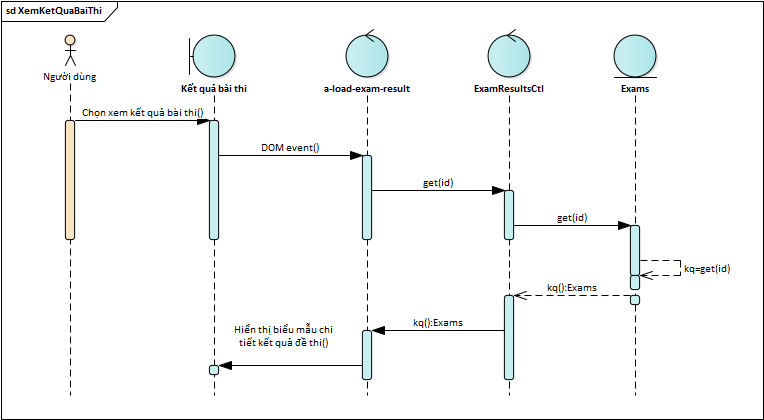 sd XemKetQuaBaiThi
Người dùng
Kết quả bài thi
a-load-exam-result
ExamResultsCtl
Exams
Chọn xem kết quả bài thi()
DOM event()
get(id)
get(id)
kq=get(id)
kq():Exams
kq():Exams
Hiển thị biểu mẫu chi
tiết kết quả đề thi()